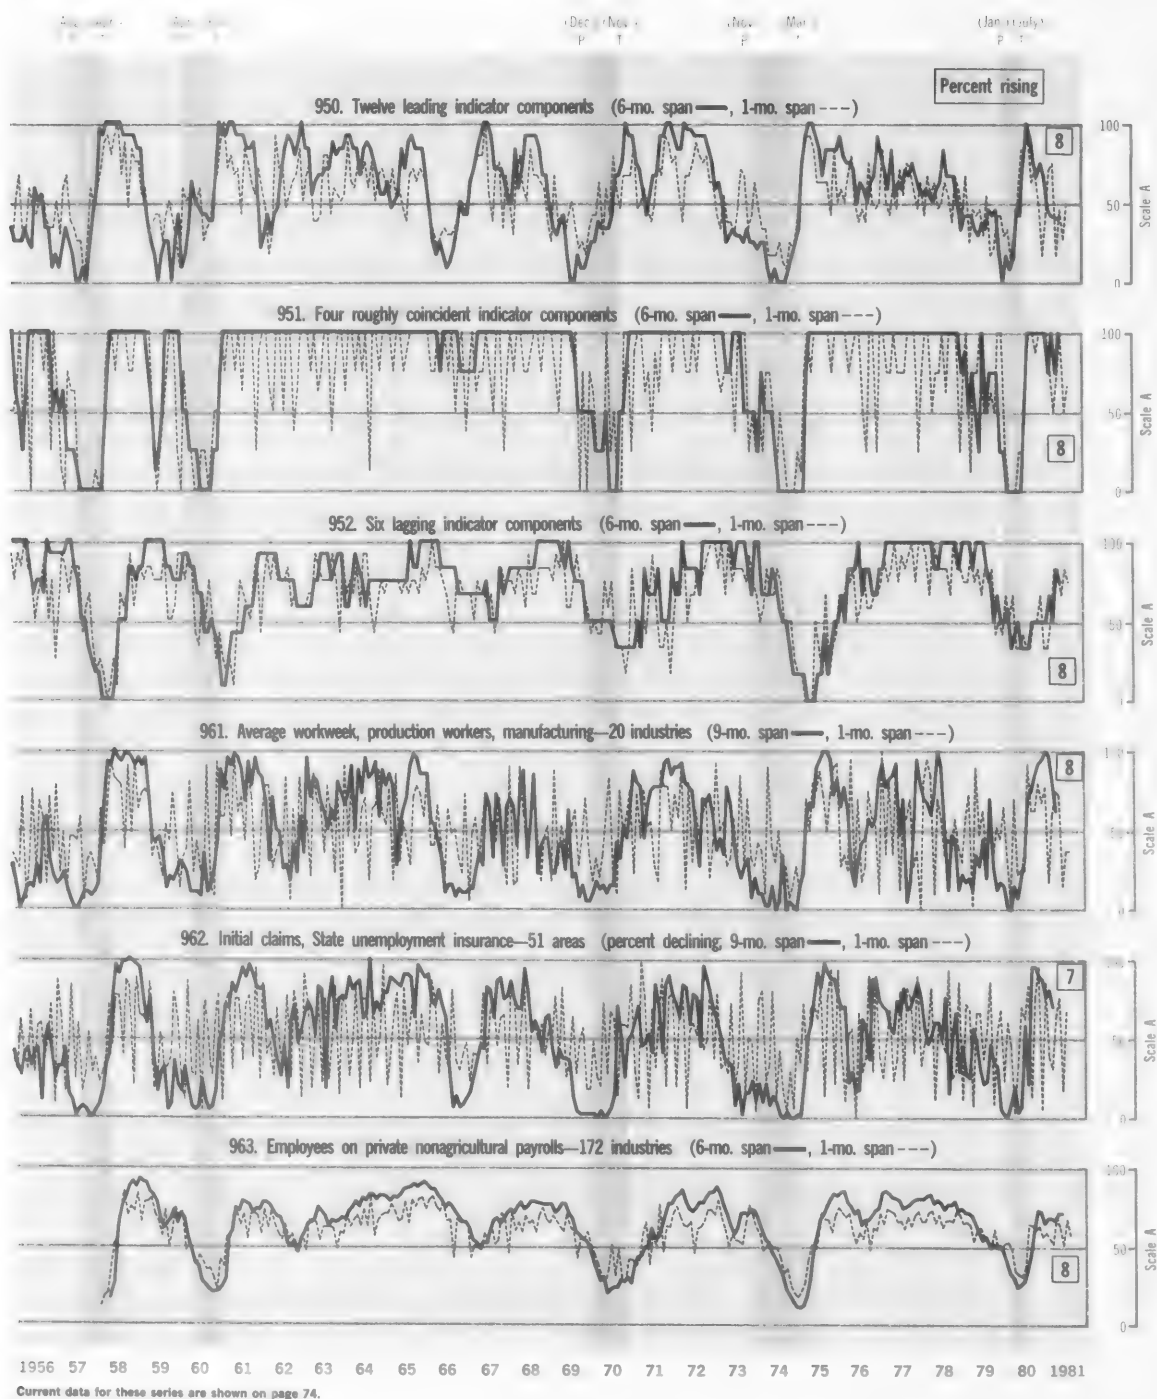 (Dec.) (Nov.) (Nov.) (Mar.) (Jan.) (July)
P T P T P T
Percent rising
950. Twelve leading indicator components (6-mo. span——, 1-mo. span----)
8
100
50
0
Scale A
951. Four roughly coincident indicator components (6-mo. span——, 1-mo. span----)
8
100
50
0
Scale A
952. Six lagging indicator components (6-mo. span——, 1-mo. span----)
8
100
50
Scale A
961. Average workweek, production workers, manufacturing—20 industries (9-mo. span——, 1-mo. span----)
8
100
50
0
Scale A
962. Initial claims, State unemployment insurance—51 areas (percent declining, 9-mo. span——, 1-mo. span----)
7
100
50
0
Scale A
963. Employees on private nonagricultural payrolls—172 industries (6-mo. span——, 1-mo. span----)
8
100
50
0
Scale A
1956 57 58 59 60 61 62 63 64 65 66 67 68 69 70 71 72 73 74 75 76 77 78 79 80 1981
Current data for these series are shown on page 74.